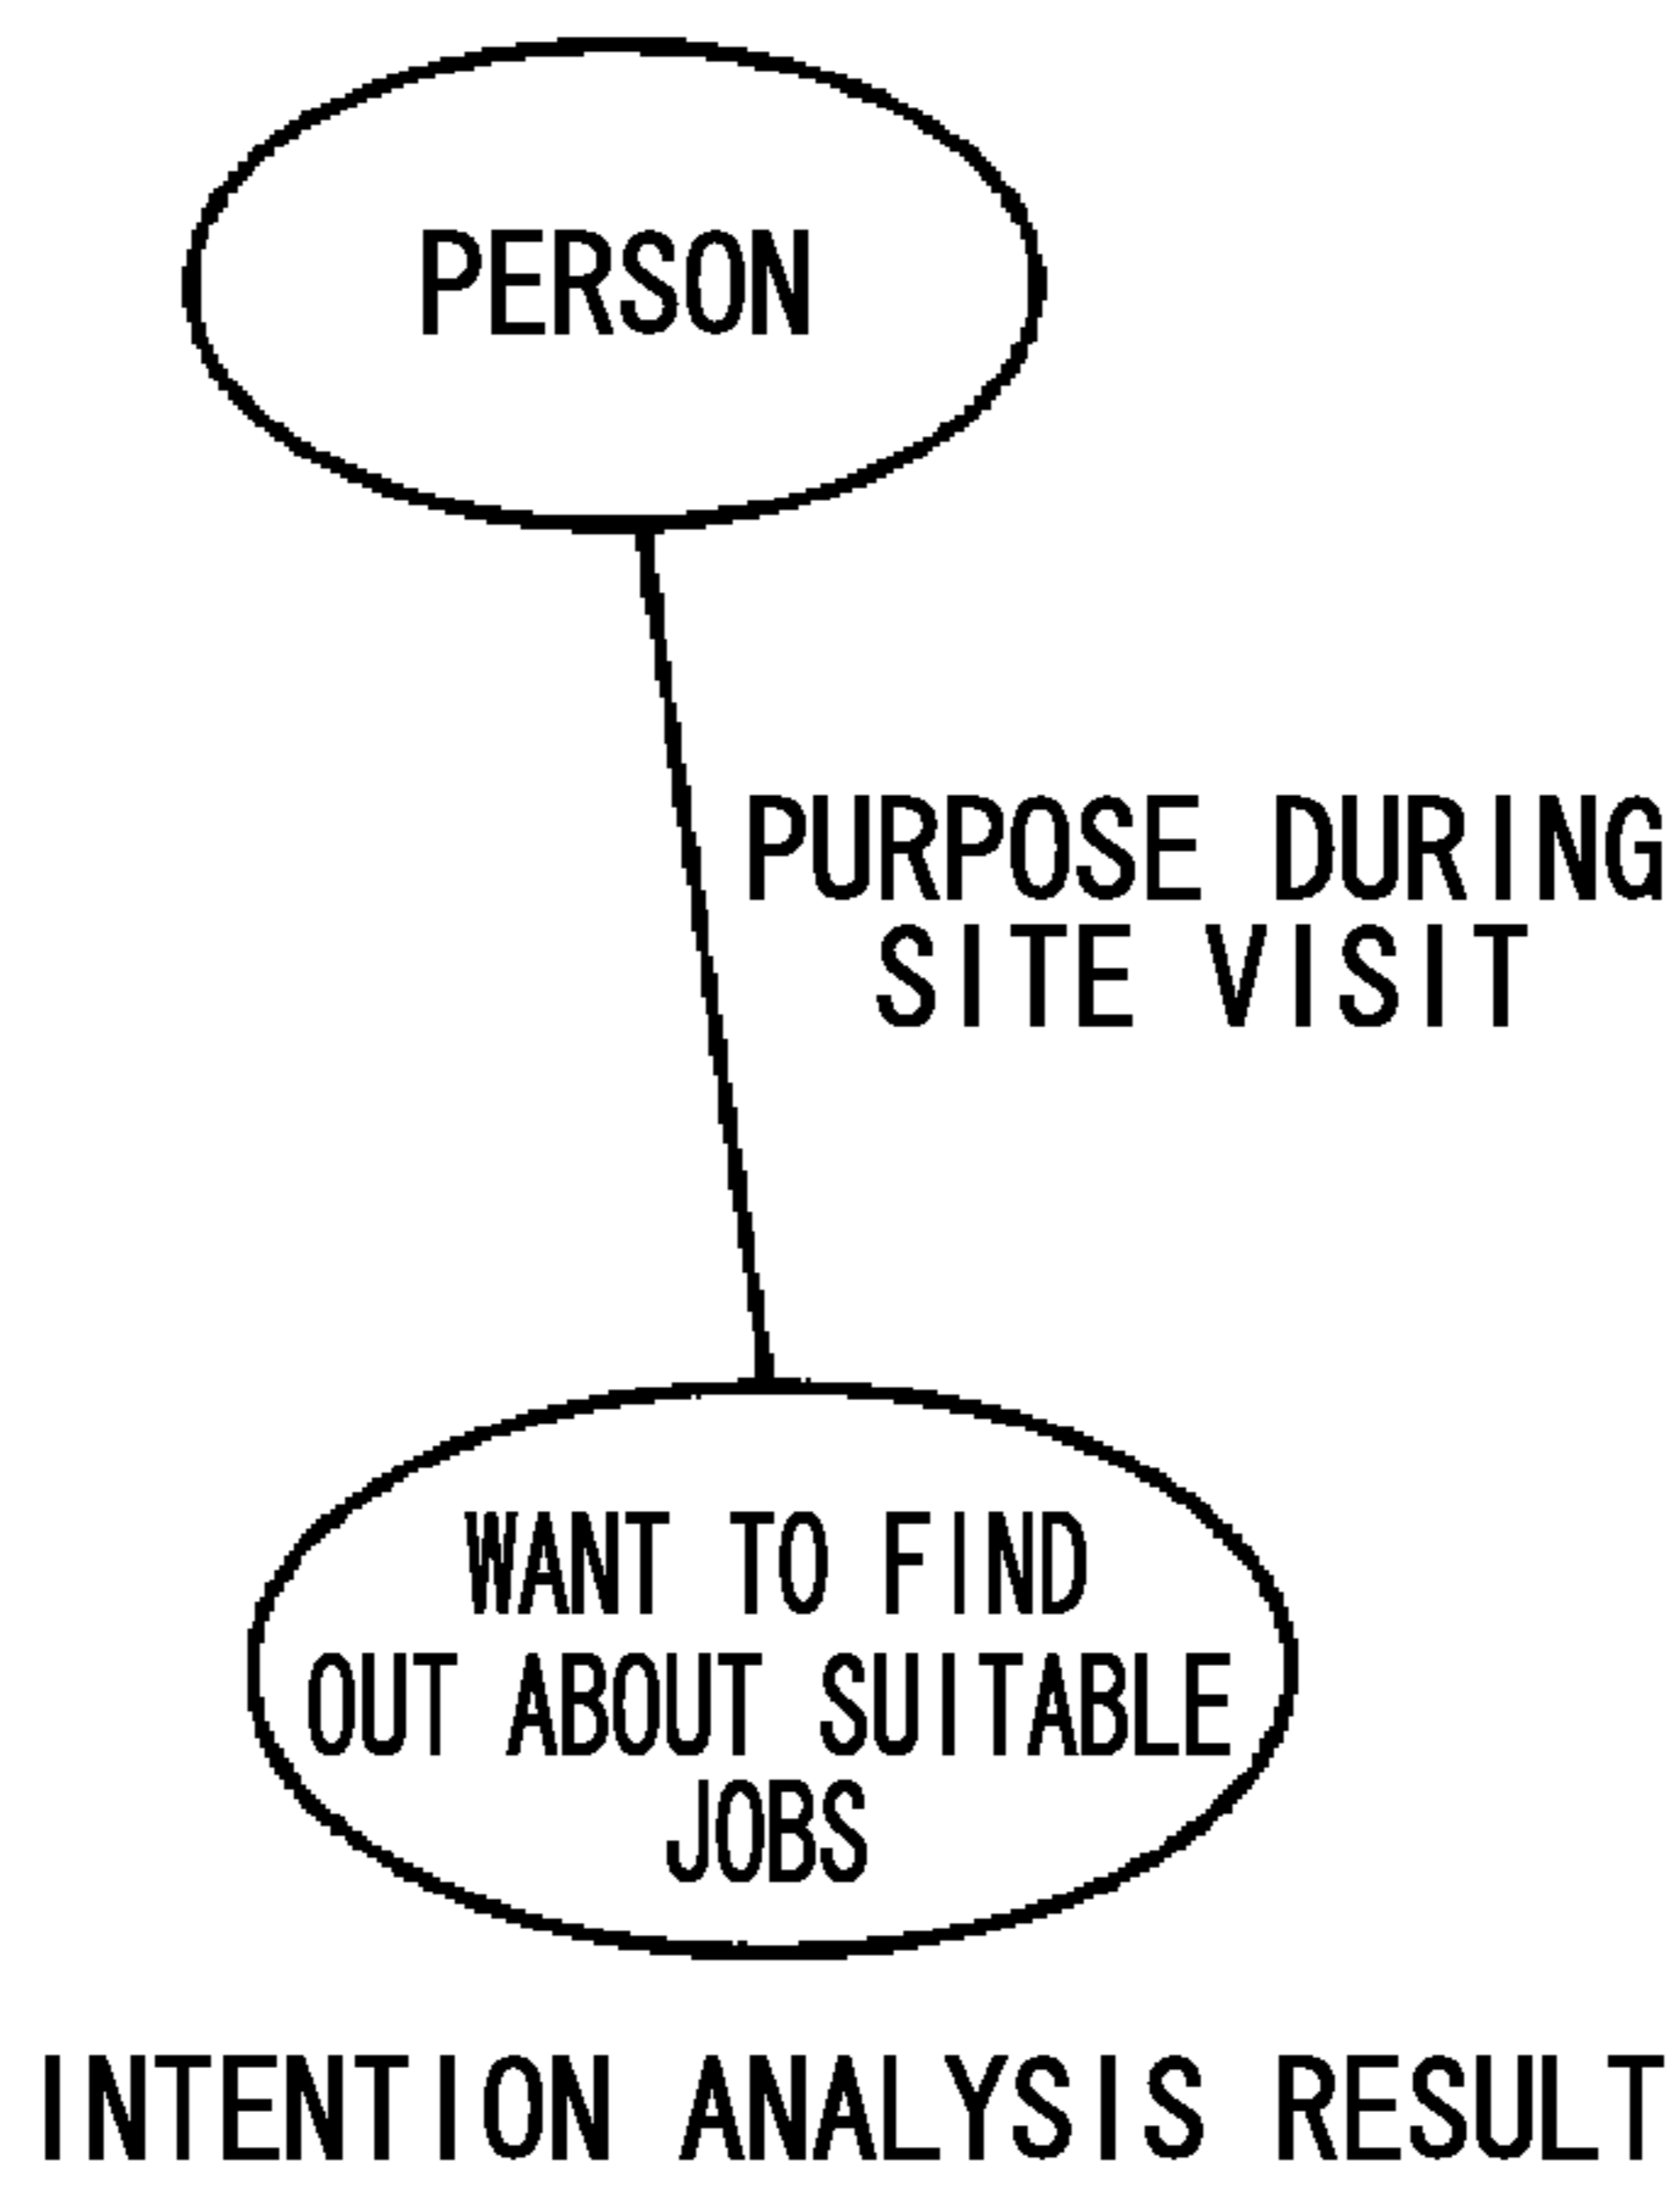 PERSON
PURPOSE DURING
SITE VISIT
WANT TO FIND
OUT ABOUT SUITABLE
JOBS
INTENTION ANALYSIS RESULT